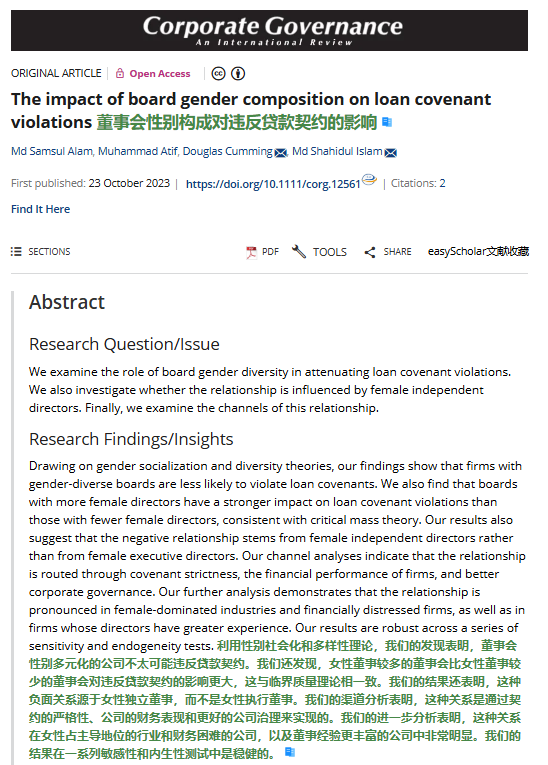 Corporate Governance
An International Review
ORIGINAL ARTICLE Open Access
The impact of board gender composition on loan covenant
violations 董事会性别构成对违反贷款契约的影响
Md Samsul Alam, Muhammad Atif, Douglas Cumming, Md Shahidul Islam
First published: 23 October 2023 | https://doi.org/10.1111/corg.12561 | Citations: 2
Find It Here
SECTIONS PDF TOOLS SHARE easyScholar文献收藏
Abstract
Research Question/Issue
We examine the role of board gender diversity in attenuating loan covenant violations.
We also investigate whether the relationship is influenced by female independent
directors. Finally, we examine the channels of this relationship.
Research Findings/Insights
Drawing on gender socialization and diversity theories, our findings show that firms with
gender-diverse boards are less likely to violate loan covenants. We also find that boards
with more female directors have a stronger impact on loan covenant violations than
those with fewer female directors, consistent with critical mass theory. Our results also
suggest that the negative relationship stems from female independent directors rather
than from female executive directors. Our channel analyses indicate that the relationship
is routed through covenant strictness, the financial performance of firms, and better
corporate governance. Our further analysis demonstrates that the relationship is
pronounced in female-dominated industries and financially distressed firms, as well as in
firms whose directors have greater experience. Our results are robust across a series of
sensitivity and endogeneity tests. 利用性别社会化和多样性理论，我们的发现表明，董事会
性别多元化的公司不太可能违反贷款契约。我们还发现，女性董事较多的董事会比女性董事较
少的董事会对违反贷款契约的影响更大，这与临界质量理论相一致。我们的结果还表明，这种
负面关系源于女性独立董事，而不是女性执行董事。我们的渠道分析表明，这种关系是通过契
约的严格性、公司的财务表现和更好的公司治理来实现的。我们的进一步分析表明，这种关系
在女性占主导地位的行业和财务困难的公司，以及董事经验更丰富的公司中非常明显。我们的
结果在一系列敏感性和内生性测试中是稳健的。